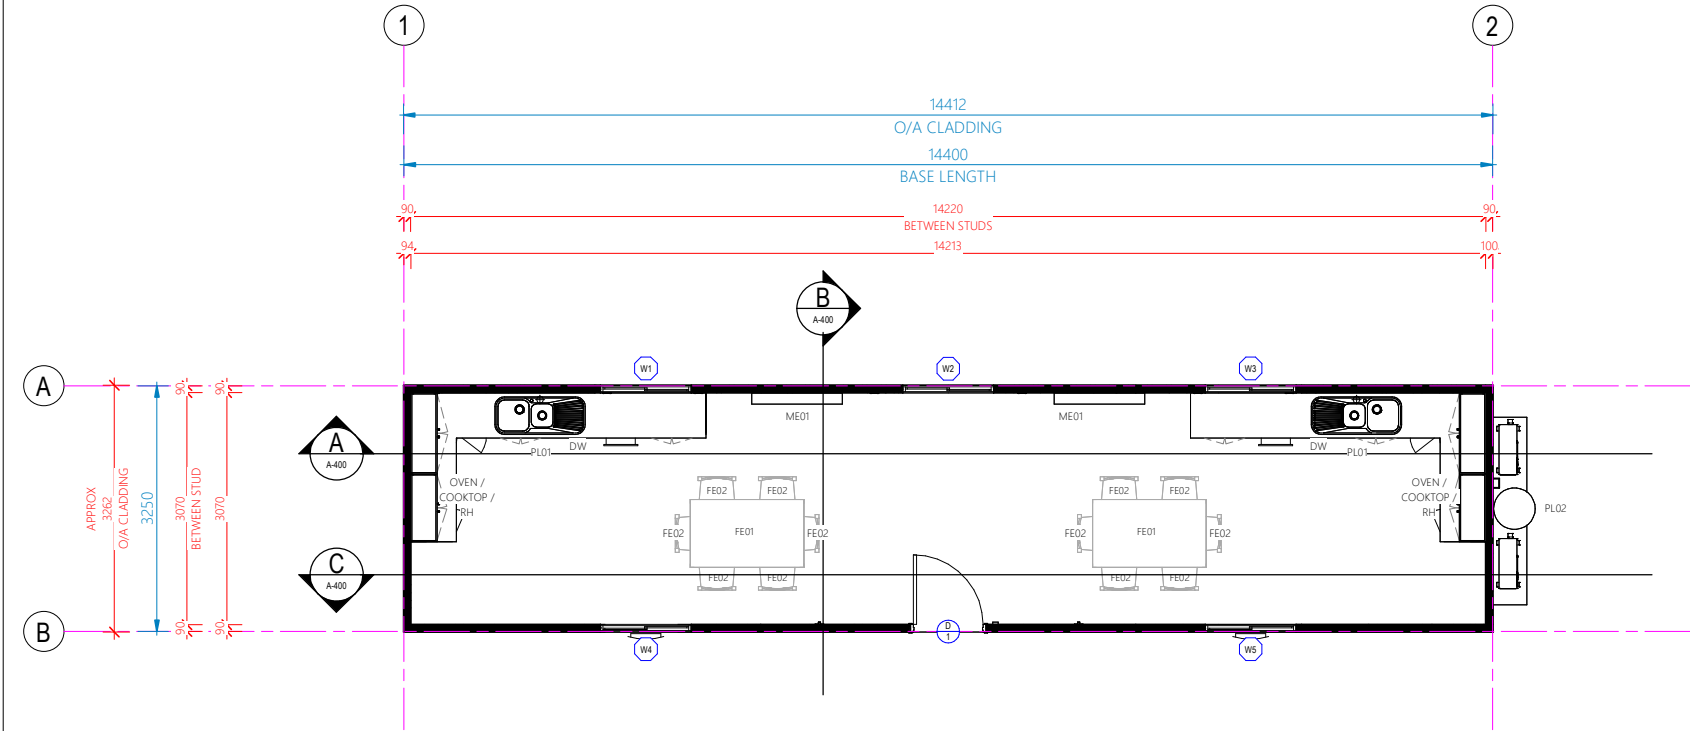 1
2
14412
O/A CLADDING
14400
BASE LENGTH
90
14220
90
BETWEEN STUDS
94
14213
100
B
A-400
A
W1
W2
W3
90
90
ME01
ME01
A
A-400
PL01
DW
DW
PL01
OVEN /
COOKTOP /
RH
OVEN /
COOKTOP /
RH
APPROX
3262
O/A CLADDING
3250
3070
BETWEEN STUD
3070
FE02
FE02
FE02
FE02
PL02
FE02
FE01
FE02
FE02
FE01
FE02
C
A-400
FE02
FE02
FE02
FE02
90
90
B
D
1
W4
W5